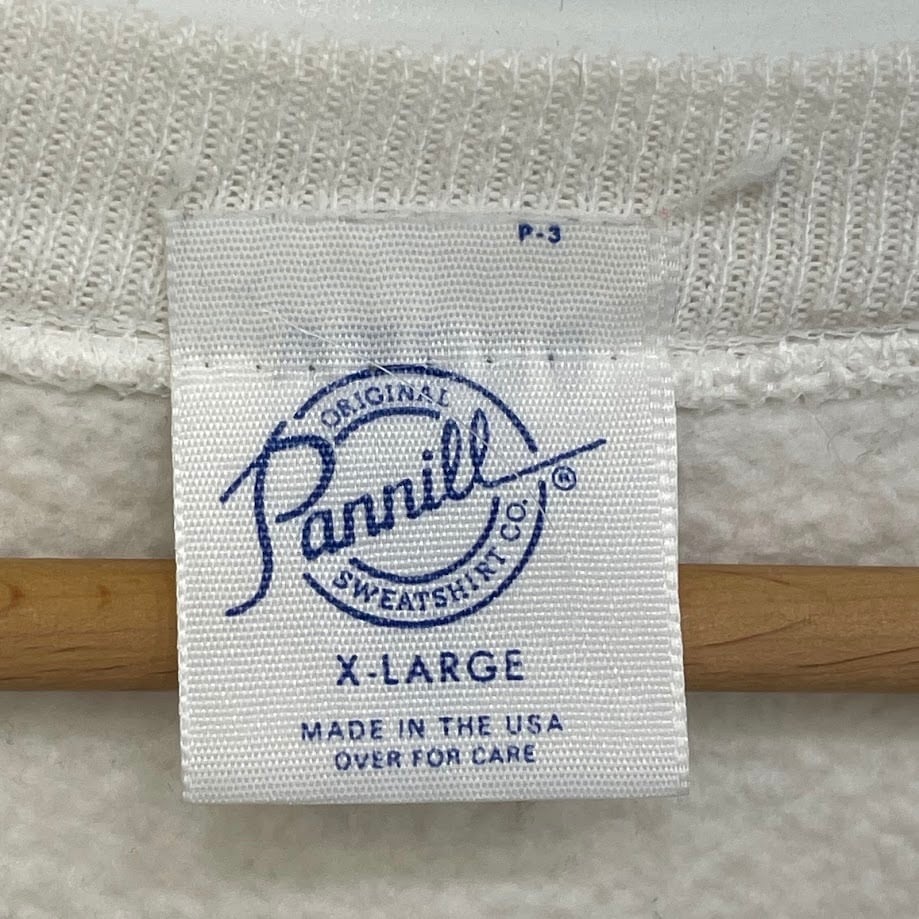 P-3
ORIGINAL
Pannill ®
SWEATSHIRT CO.
X-LARGE
MADE IN THE USA
OVER FOR CARE